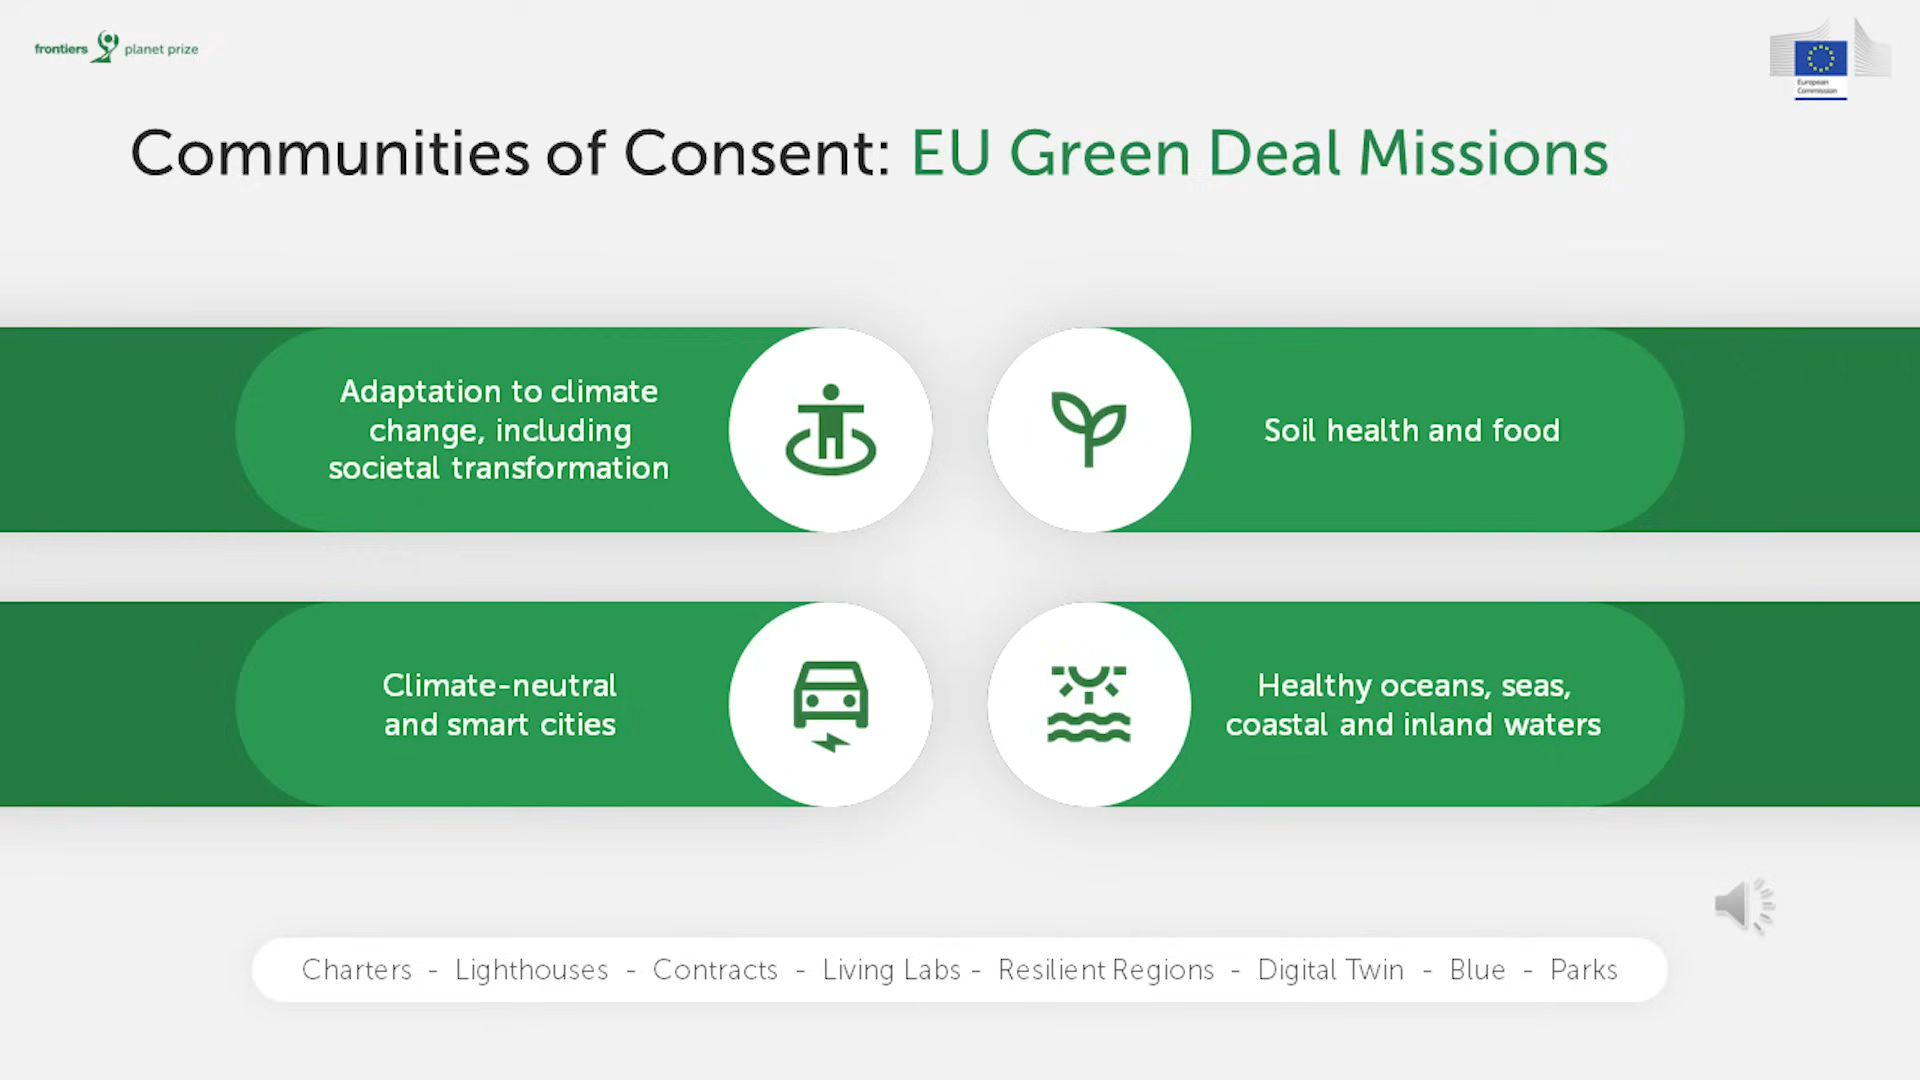 frontiers planet prize
European
Commission
Communities of Consent: EU Green Deal Missions
Adaptation to climate
change, including
societal transformation
Soil health and food
Climate-neutral
and smart cities
Healthy oceans, seas,
coastal and inland waters
Charters - Lighthouses - Contracts - Living Labs - Resilient Regions - Digital Twin - Blue - Parks